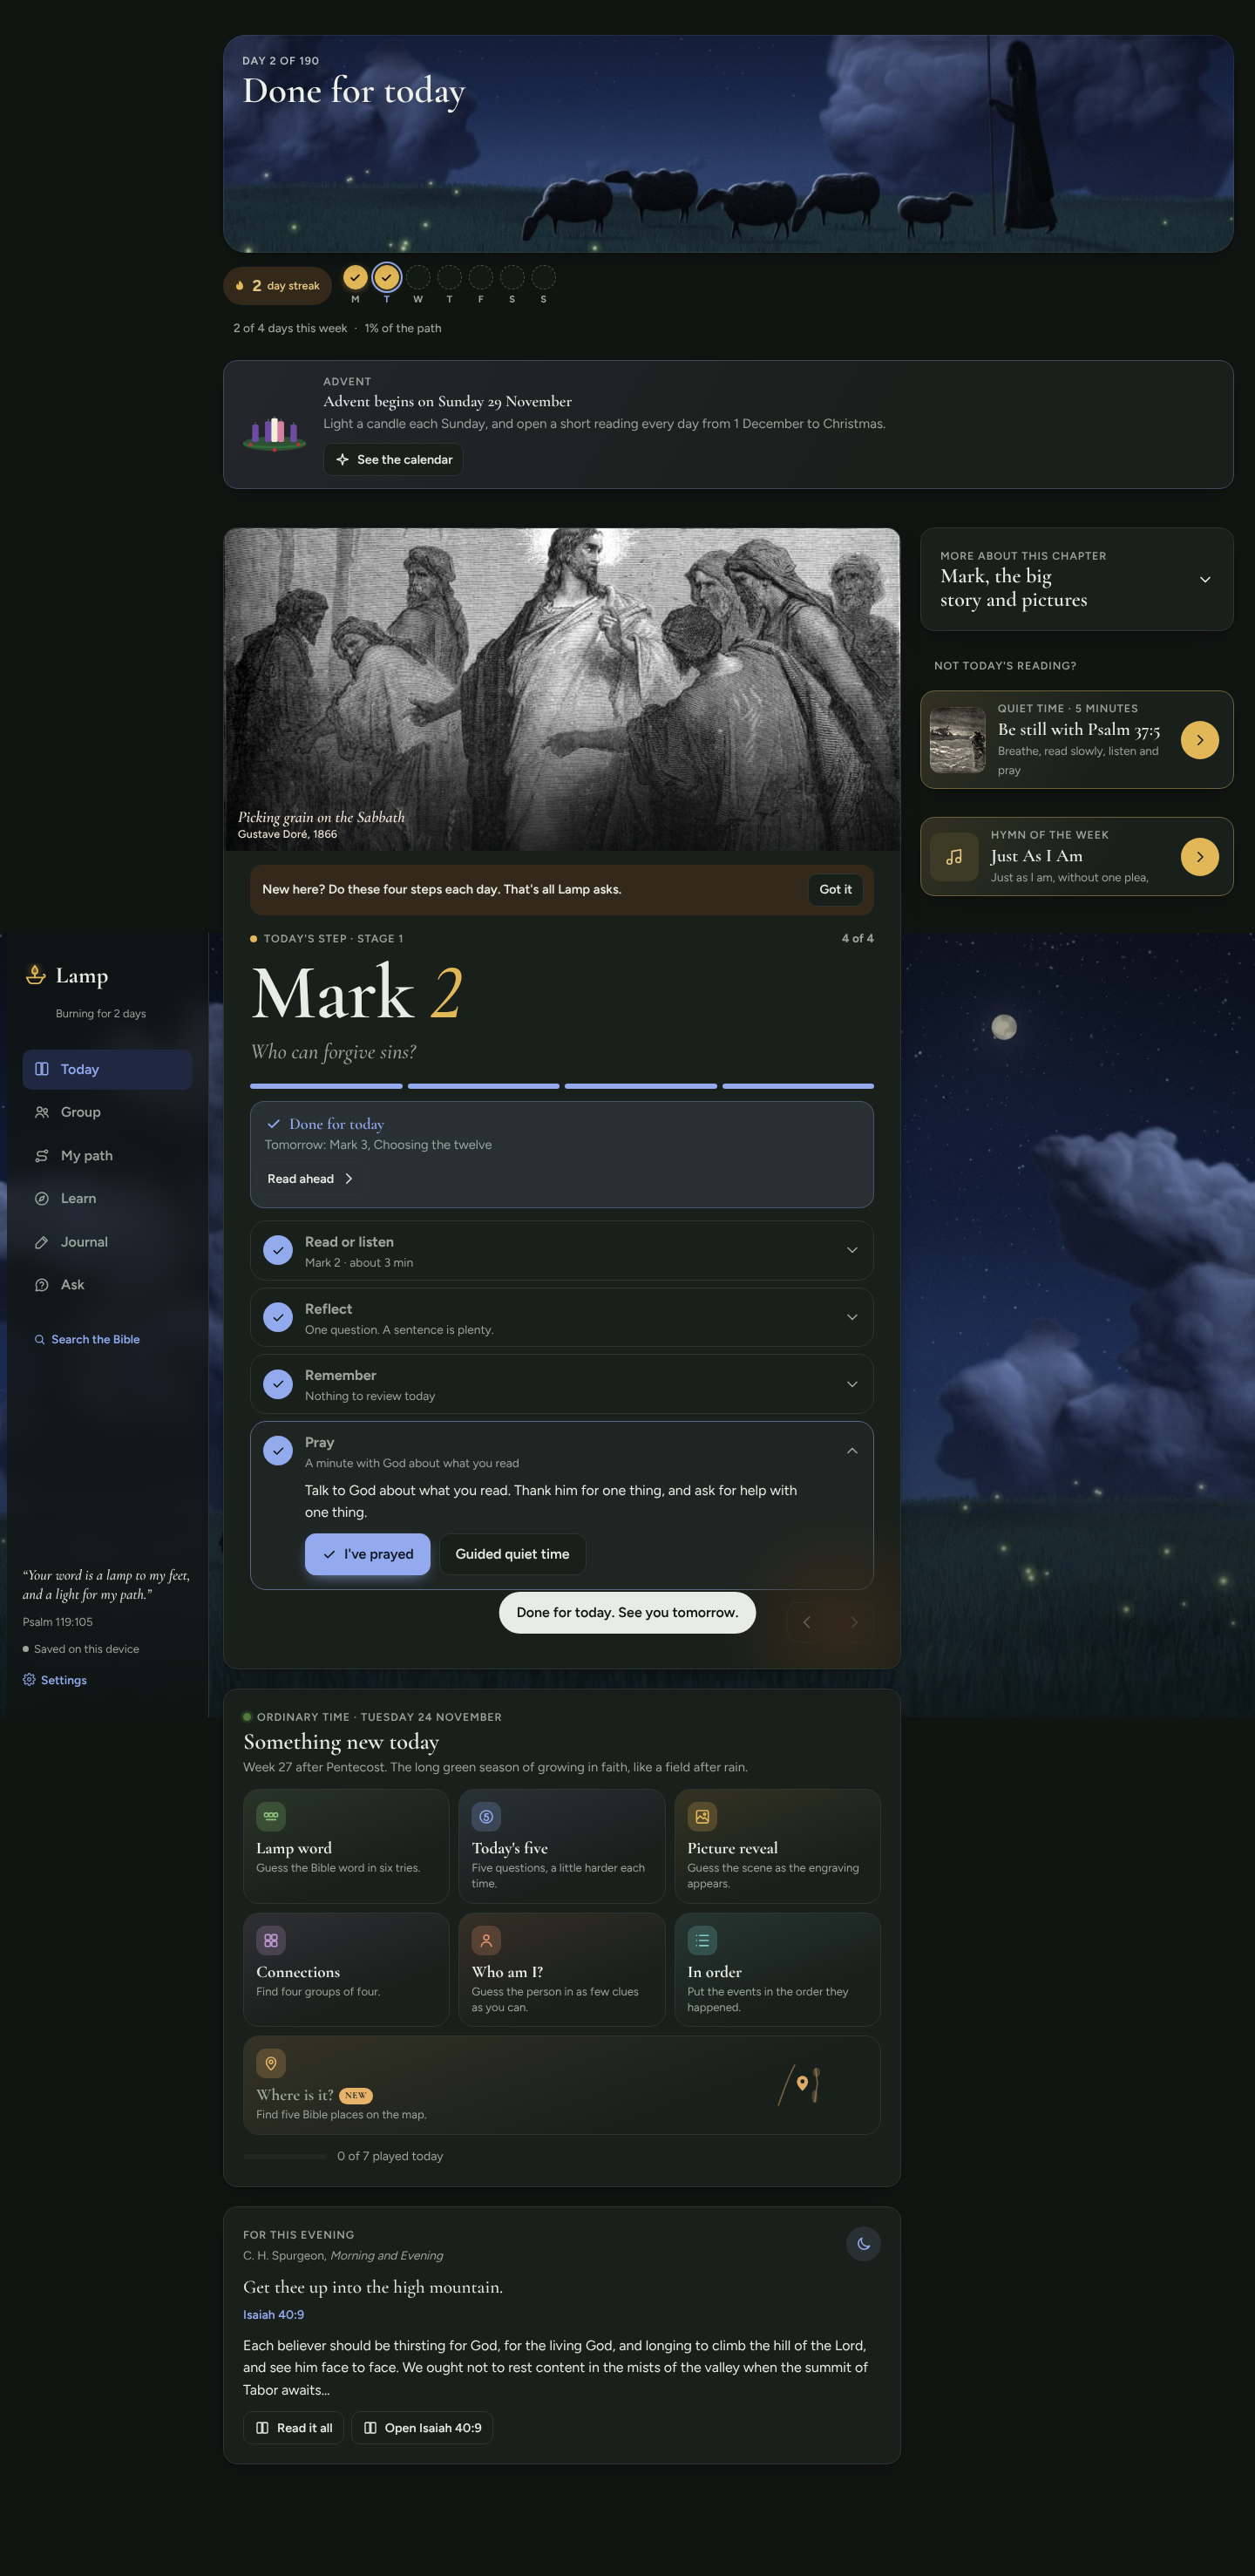 DAY 2 OF 190
Done for today
2 day streak
M T W T F S S
2 of 4 days this week · 1% of the path
ADVENT
Advent begins on Sunday 29 November
Light a candle each Sunday, and open a short reading every day from 1 December to Christmas.
See the calendar
Picking grain on the Sabbath
Gustave Doré, 1866
New here? Do these four steps each day. That's all Lamp asks.
Got it
TODAY'S STEP · STAGE 1
4 of 4
Mark 2
Who can forgive sins?
Done for today
Tomorrow: Mark 3, Choosing the twelve
Read ahead
Read or listen
Mark 2 · about 3 min
Reflect
One question. A sentence is plenty.
Remember
Nothing to review today
Pray
A minute with God about what you read
Talk to God about what you read. Thank him for one thing, and ask for help with
one thing.
I've prayed
Guided quiet time
Done for today. See you tomorrow.
MORE ABOUT THIS CHAPTER
Mark, the big
story and pictures
NOT TODAY'S READING?
QUIET TIME · 5 MINUTES
Be still with Psalm 37:5
Breathe, read slowly, listen and
pray
HYMN OF THE WEEK
Just As I Am
Just as I am, without one plea,
Lamp
Burning for 2 days
Today
Group
My path
Learn
Journal
Ask
Search the Bible
“Your word is a lamp to my feet,
and a light for my path.”
Psalm 119:105
Saved on this device
Settings
ORDINARY TIME · TUESDAY 24 NOVEMBER
Something new today
Week 27 after Pentecost. The long green season of growing in faith, like a field after rain.
Lamp word
Guess the Bible word in six tries.
5
Today's five
Five questions, a little harder each
time.
Picture reveal
Guess the scene as the engraving
appears.
Connections
Find four groups of four.
Who am I?
Guess the person in as few clues
as you can.
In order
Put the events in the order they
happened.
Where is it? NEW
Find five Bible places on the map.
0 of 7 played today
FOR THIS EVENING
C. H. Spurgeon, Morning and Evening
Get thee up into the high mountain.
Isaiah 40:9
Each believer should be thirsting for God, for the living God, and longing to climb the hill of the Lord,
and see him face to face. We ought not to rest content in the mists of the valley when the summit of
Tabor awaits…
Read it all
Open Isaiah 40:9